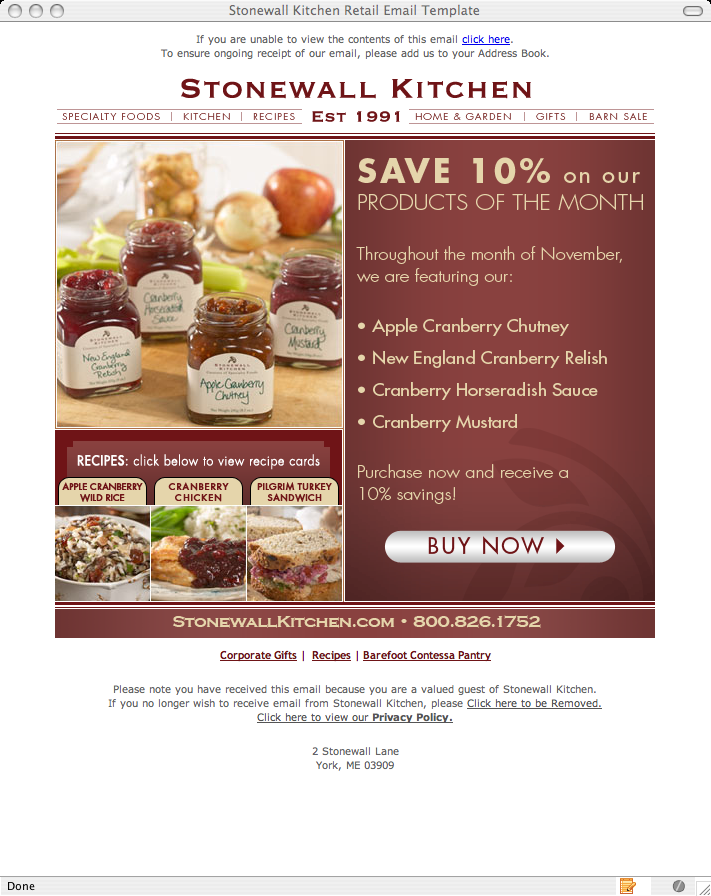 Stonewall Kitchen Retail Email Template
If you are unable to view the contents of this email click here.
To ensure ongoing receipt of our email, please add us to your Address Book.
STONEWALL KITCHEN
SPECIALTY FOODS | KITCHEN | RECIPES EST 1991 HOME & GARDEN | GIFTS | BARN SALE
SAVE 10% on our
PRODUCTS OF THE MONTH
Throughout the month of November,
we are featuring our:
• Apple Cranberry Chutney
• New England Cranberry Relish
• Cranberry Horseradish Sauce
• Cranberry Mustard
Purchase now and receive a
10% savings!
BUY NOW
STONEWALL
KITCHEN
Cranberry
Horseradish
Sauce
STONEWALL
KITCHEN
Cranberry
Mustard
STONEWALL
KITCHEN
New England
Cranberry
Relish
STONEWALL
KITCHEN
Apple Cranberry
Chutney
RECIPES: click below to view recipe cards
APPLE CRANBERRY
WILD RICE
CRANBERRY
CHICKEN
PILGRIM TURKEY
SANDWICH
STONEWALLKITCHEN.COM • 800.826.1752
Corporate Gifts | Recipes | Barefoot Contessa Pantry
Please note you have received this email because you are a valued guest of Stonewall Kitchen.
If you no longer wish to receive email from Stonewall Kitchen, please Click here to be Removed.
Click here to view our Privacy Policy.
2 Stonewall Lane
York, ME 03909
Done